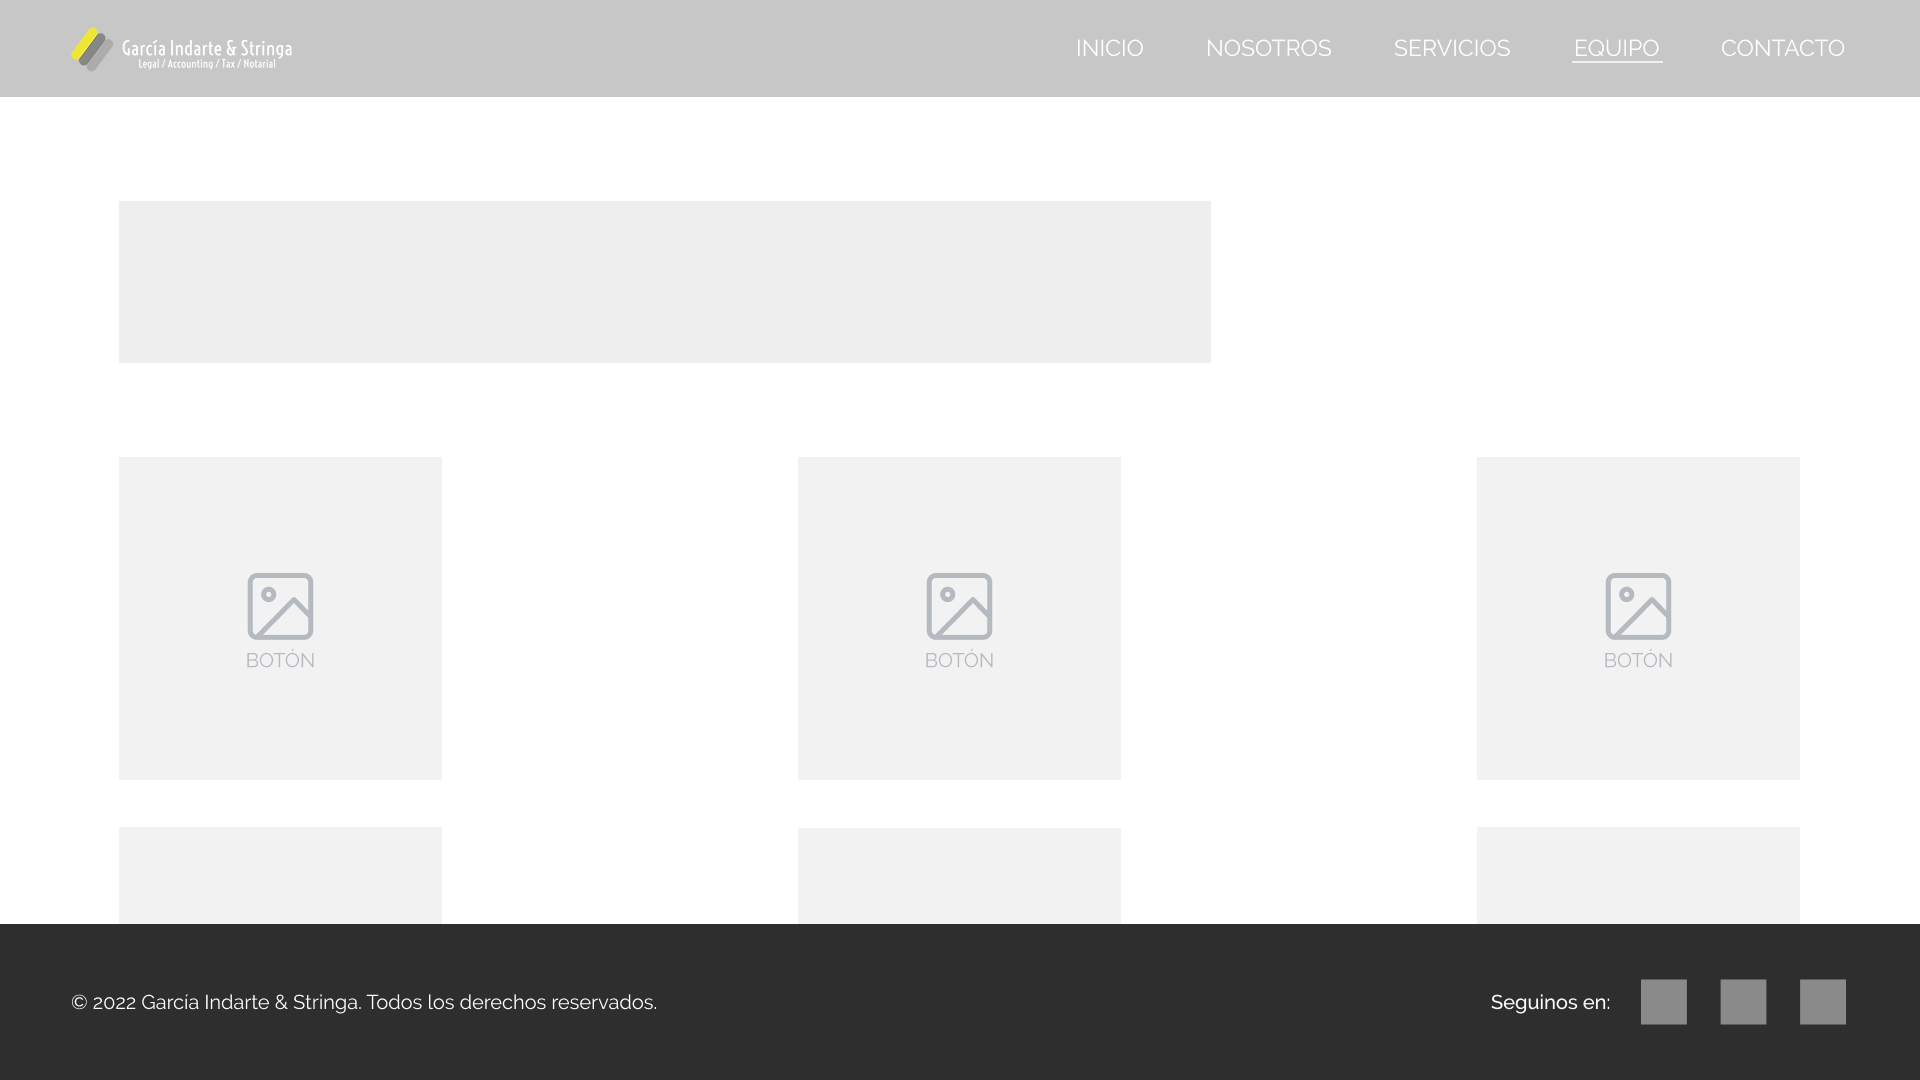 García Indarte & Stringa
Legal / Accounting / Tax / Notarial
INICIO
NOSOTROS
SERVICIOS
EQUIPO
CONTACTO
BOTÓN
BOTÓN
BOTÓN
© 2022 García Indarte & Stringa. Todos los derechos reservados.
Seguinos en: